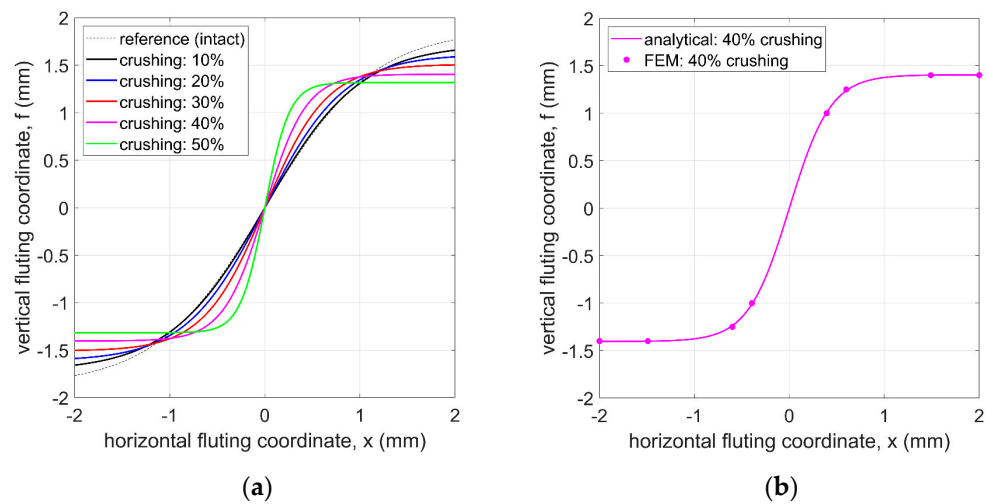 reference (intact)
crushing: 10%
crushing: 20%
crushing: 30%
crushing: 40%
crushing: 50%
2
1.5
1
0.5
0
-0.5
-1
-1.5
-2
vertical fluting coordinate, f (mm)
-2 -1 0 1 2
horizontal fluting coordinate, x (mm)
(a)
analytical: 40% crushing
FEM: 40% crushing
2
1.5
1
0.5
0
-0.5
-1
-1.5
-2
vertical fluting coordinate, f (mm)
-2 -1 0 1 2
horizontal fluting coordinate, x (mm)
(b)